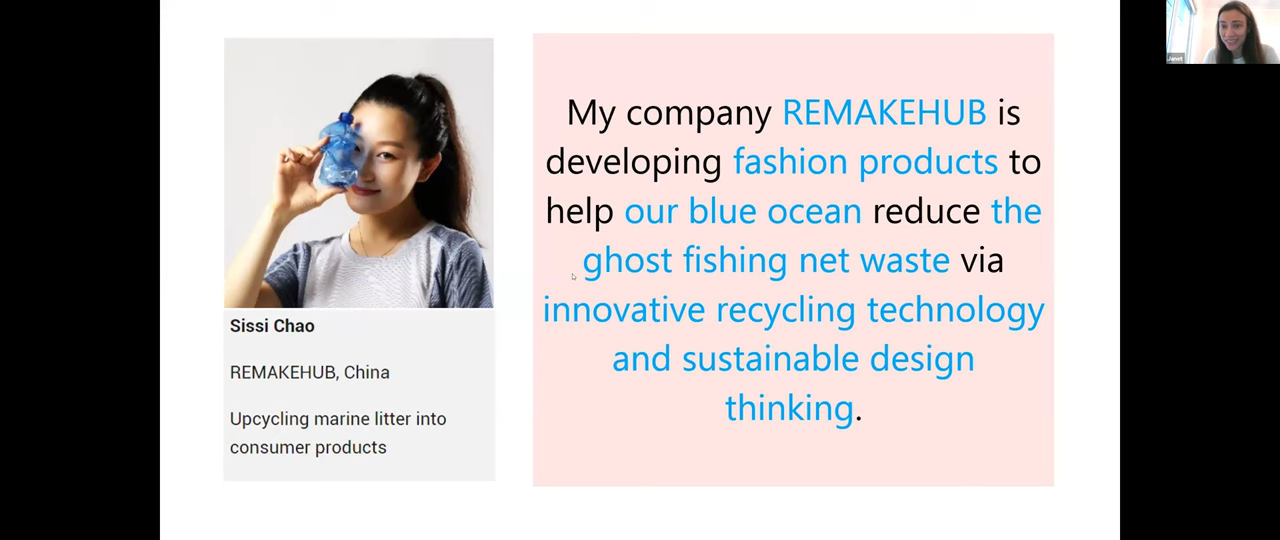 Sissi Chao
REMAKEHUB, China
Upcycling marine litter into
consumer products
My company REMAKEHUB is
developing fashion products to
help our blue ocean reduce the
ghost fishing net waste via
innovative recycling technology
and sustainable design
thinking.
Janet